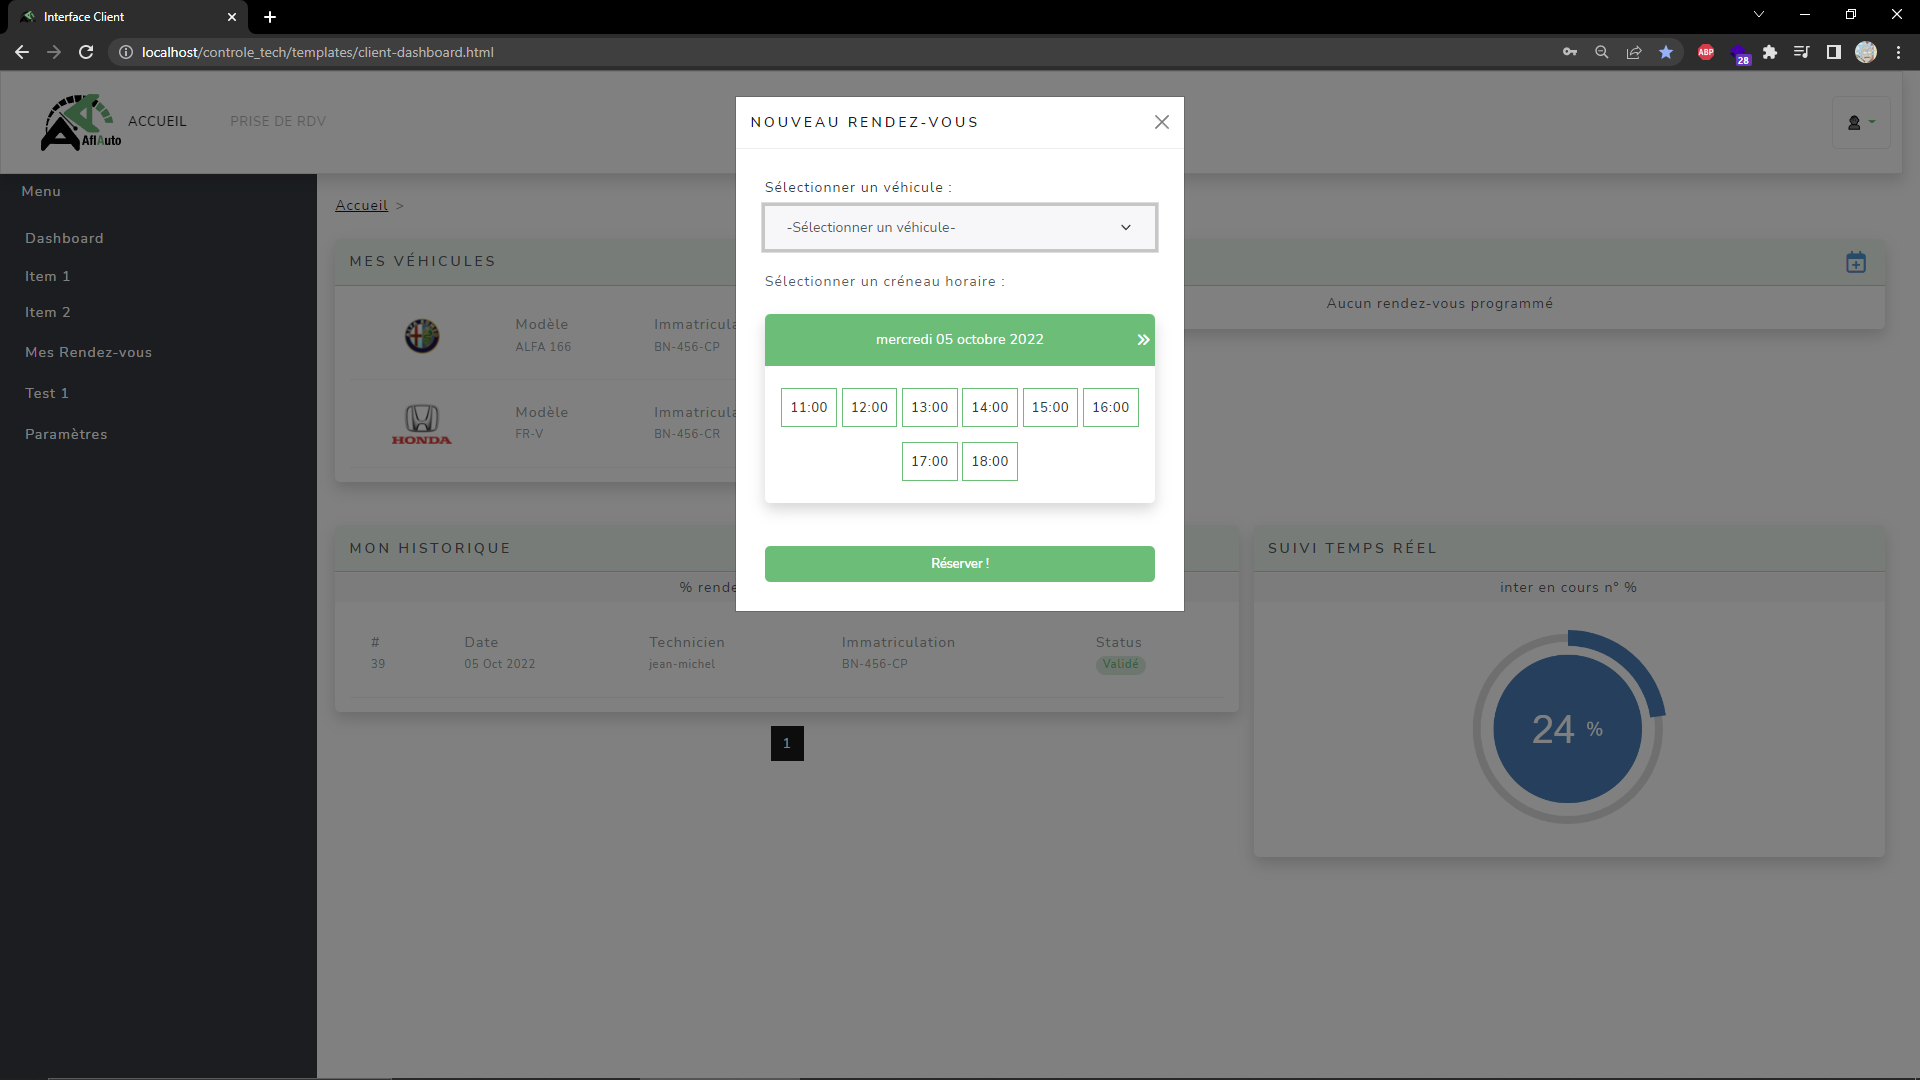 Interface Client
localhost/controle_tech/templates/client-dashboard.html
ABP
28
AflAuto
ACCUEIL
PRISE DE RDV
Menu
Dashboard
Item 1
Item 2
Mes Rendez-vous
Test 1
Paramètres
Accueil >
MES VÉHICULES
Modèle
Immatricula
ALFA 166
BN-456-CP
Modèle
Immatricula
HONDA
FR-V
BN-456-CR
Aucun rendez-vous programmé
NOUVEAU RENDEZ-VOUS
Sélectionner un véhicule :
-Sélectionner un véhicule-
Sélectionner un créneau horaire :
mercredi 05 octobre 2022 »
11:00 12:00 13:00 14:00 15:00 16:00
17:00 18:00
Réserver !
MON HISTORIQUE
% rende
# Date Technicien Immatriculation Status
39 05 Oct 2022 jean-michel BN-456-CP Validé
1
SUIVI TEMPS RÉEL
inter en cours n° %
24 %